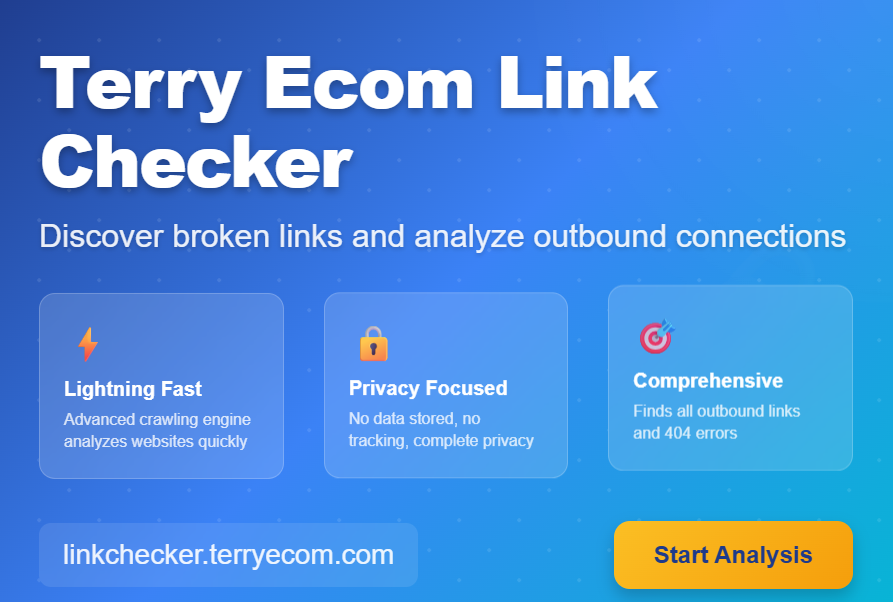 Terry Ecom Link
Checker
Discover broken links and analyze outbound connections
Lightning Fast
Advanced crawling engine
analyzes websites quickly
Privacy Focused
No data stored, no
tracking, complete privacy
Comprehensive
Finds all outbound links
and 404 errors
linkchecker.terryecom.com
Start Analysis